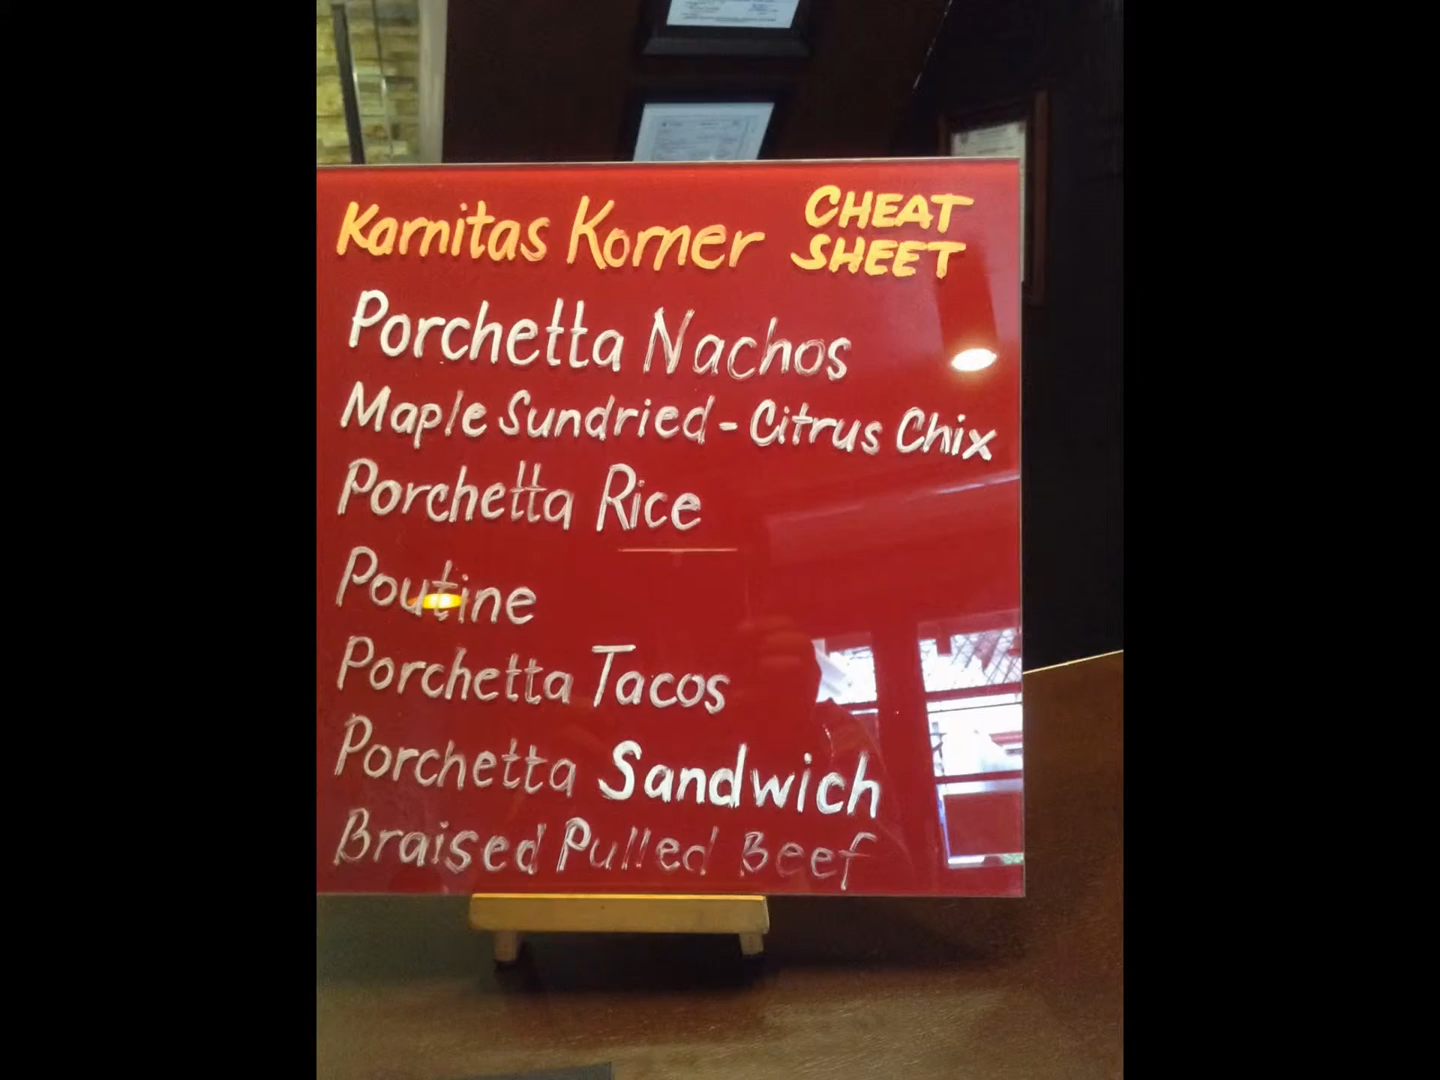 Karnitas Korner CHEAT SHEET
Porchetta Nachos
Maple Sundried - Citrus Chix
Porchetta Rice
Poutine
Porchetta Tacos
Porchetta Sandwich
Braised Pulled Beef